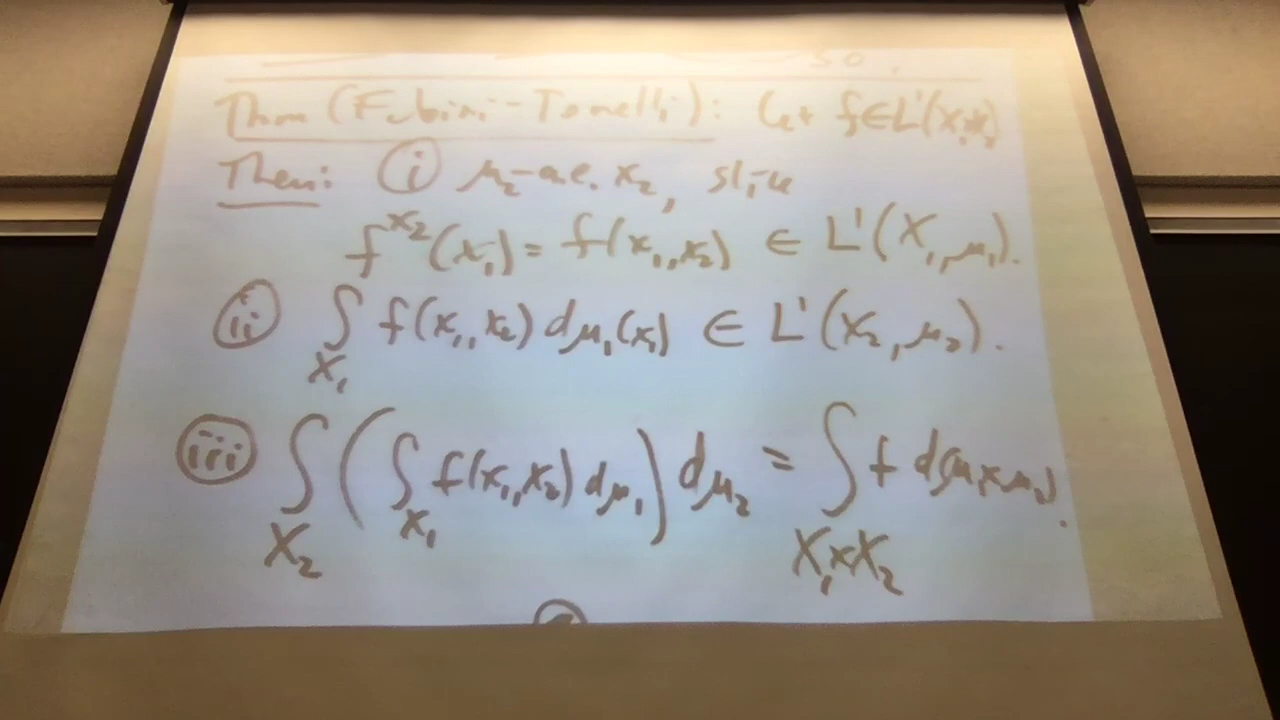 so.
Thm (Fubini-Tonelli): Let f∈L¹(X₁×X₂)
Then: (i) μ₂-a.e. x₂, slice
f^{x₂}(x₁) = f(x₁,x₂) ∈ L¹(X₁,μ₁).
(ii) ∫_{X₁} f(x₁,x₂) dμ₁(x₁) ∈ L¹(X₂,μ₂).
(iii) ∫_{X₂} (∫_{X₁} f(x₁,x₂) dμ₁) dμ₂ = ∫_{X₁×X₂} f d(μ₁×μ₂).